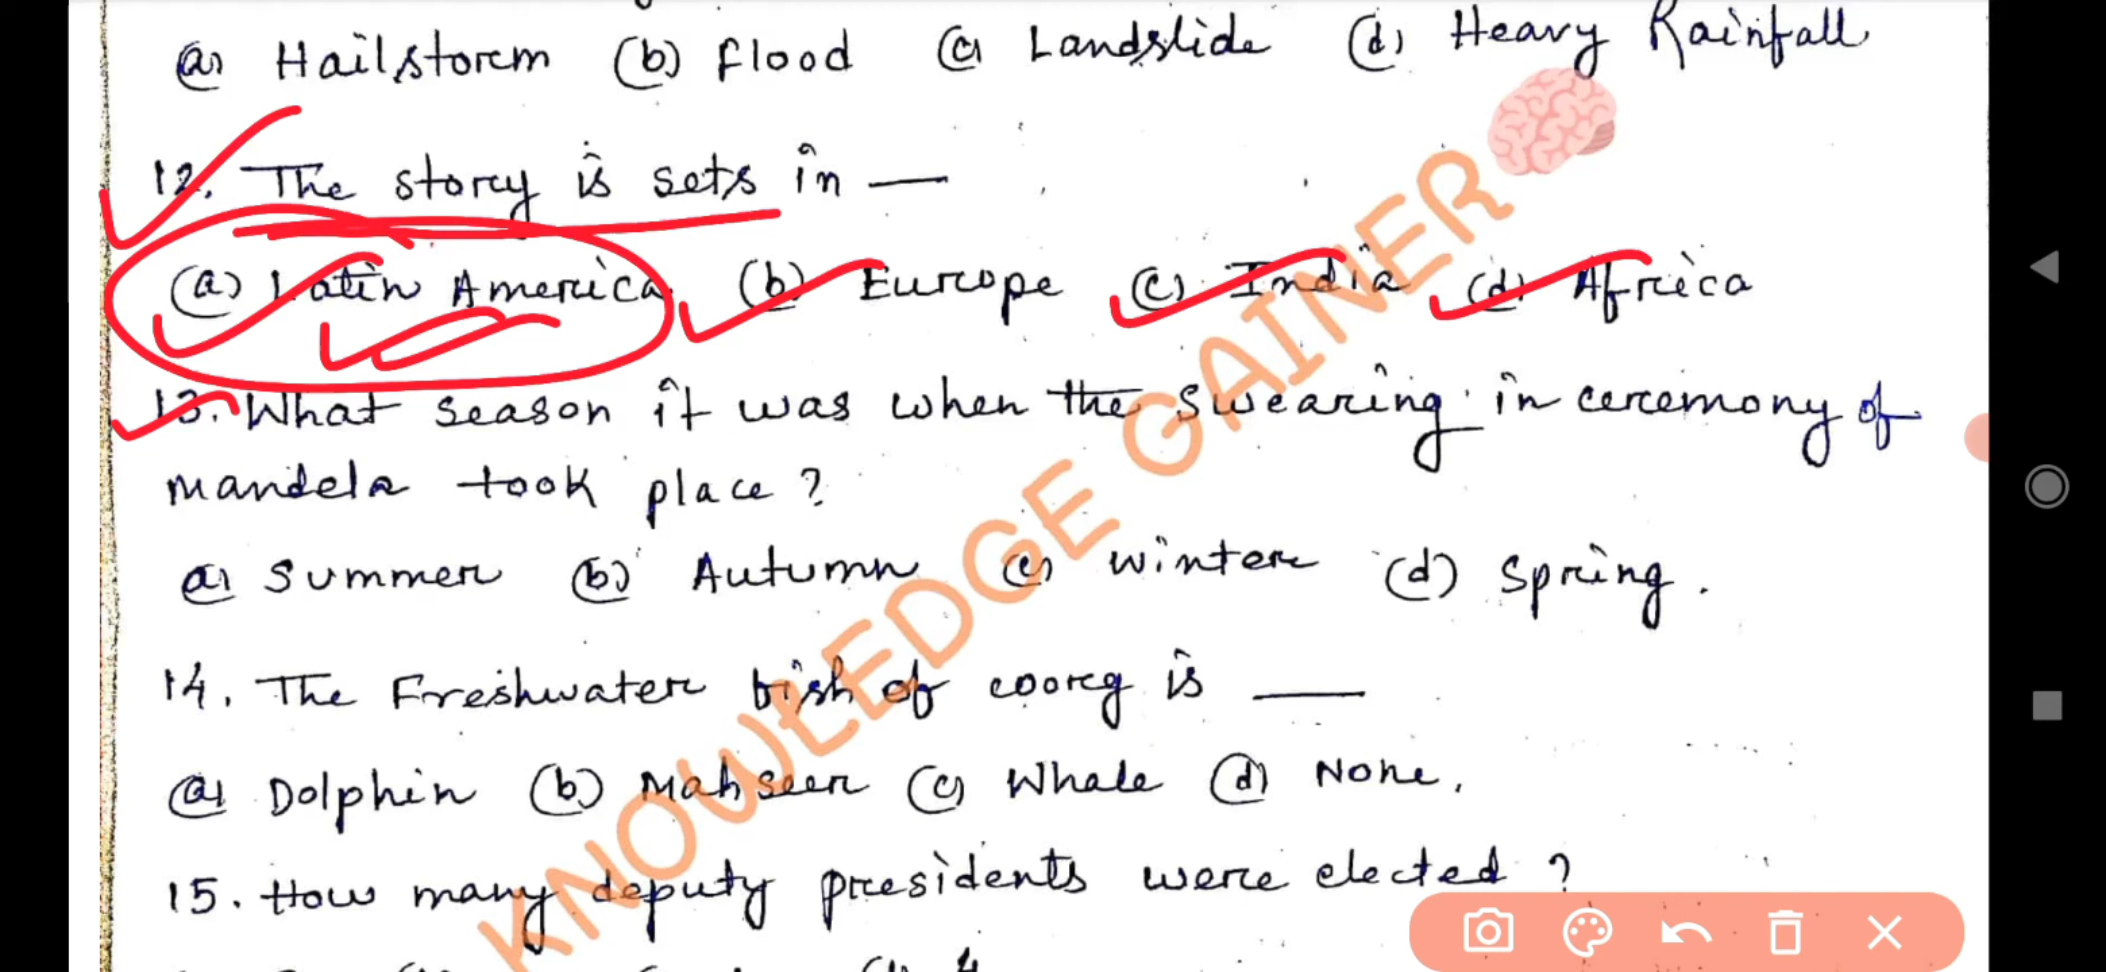 (a) Hailstorm (b) flood (c) Landslide (d) Heavy Rainfall
12. The story is sets in —
(a) Latin America (b) Europe (c) India (d) Africa
13. What season it was when the swearing in ceremony of
mandela took place ?
(a) Summer (b) Autumn (c) winter (d) Spring.
14. The Freshwater fish of coorg is —
(a) Dolphin (b) Mahseer (c) Whale (d) None.
15. How many deputy presidents were elected ?
4
KNOWLEDGE GAINER